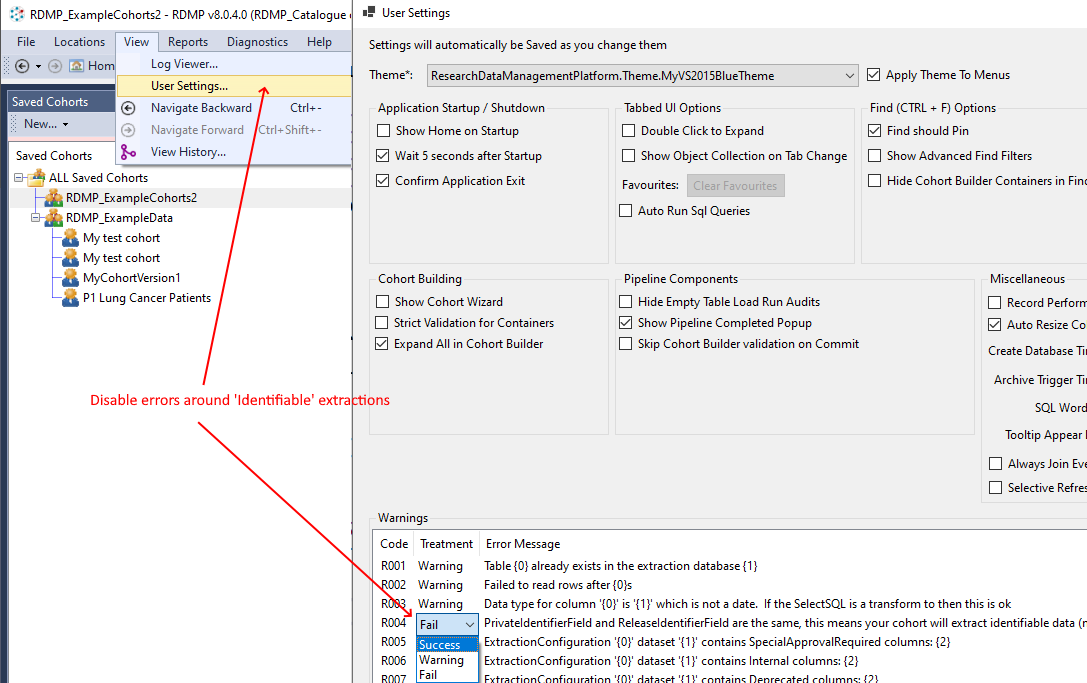 RDMP_ExampleCohorts2 - RDMP v8.0.4.0 (RDMP_Catalogue
File Locations View Reports Diagnostics Help
Hom
Log Viewer...
User Settings...
Navigate Backward Ctrl+-
Navigate Forward Ctrl+Shift+-
View History...
Saved Cohorts
New...
Saved Cohorts
ALL Saved Cohorts
RDMP_ExampleCohorts2
RDMP_ExampleData
My test cohort
My test cohort
MyCohortVersion1
P1 Lung Cancer Patients
Disable errors around 'Identifiable' extractions
User Settings
Settings will automatically be Saved as you change them
Theme*: ResearchDataManagementPlatform.Theme.MyVS2015BlueTheme Apply Theme To Menus
Application Startup / Shutdown
Show Home on Startup
Wait 5 seconds after Startup
Confirm Application Exit
Tabbed UI Options
Double Click to Expand
Show Object Collection on Tab Change
Favourites: Clear Favourites
Auto Run Sql Queries
Find (CTRL + F) Options
Find should Pin
Show Advanced Find Filters
Hide Cohort Builder Containers in Find
Cohort Building
Show Cohort Wizard
Strict Validation for Containers
Expand All in Cohort Builder
Pipeline Components
Hide Empty Table Load Run Audits
Show Pipeline Completed Popup
Skip Cohort Builder validation on Commit
Miscellaneous
Record Perform
Auto Resize Co
Create Database Tim
Archive Trigger Tim
SQL Word
Tooltip Appear
Always Join Eve
Selective Refres
Warnings
Code Treatment Error Message
R001 Warning Table {0} already exists in the extraction database {1}
R002 Warning Failed to read rows after {0}s
R003 Warning Data type for column '{0}' is '{1}' which is not a date. If the SelectSQL is a transform to then this is ok
R004 Fail PrivateIdentifierField and ReleaseIdentifierField are the same, this means your cohort will extract identifiable data (n
R005 Success ExtractionConfiguration '{0}' dataset '{1}' contains SpecialApprovalRequired columns: {2}
R006 Warning ExtractionConfiguration '{0}' dataset '{1}' contains Internal columns: {2}
R007 Fail ExtractionConfiguration '{0}' dataset '{1}' contains Deprecated columns: {2}